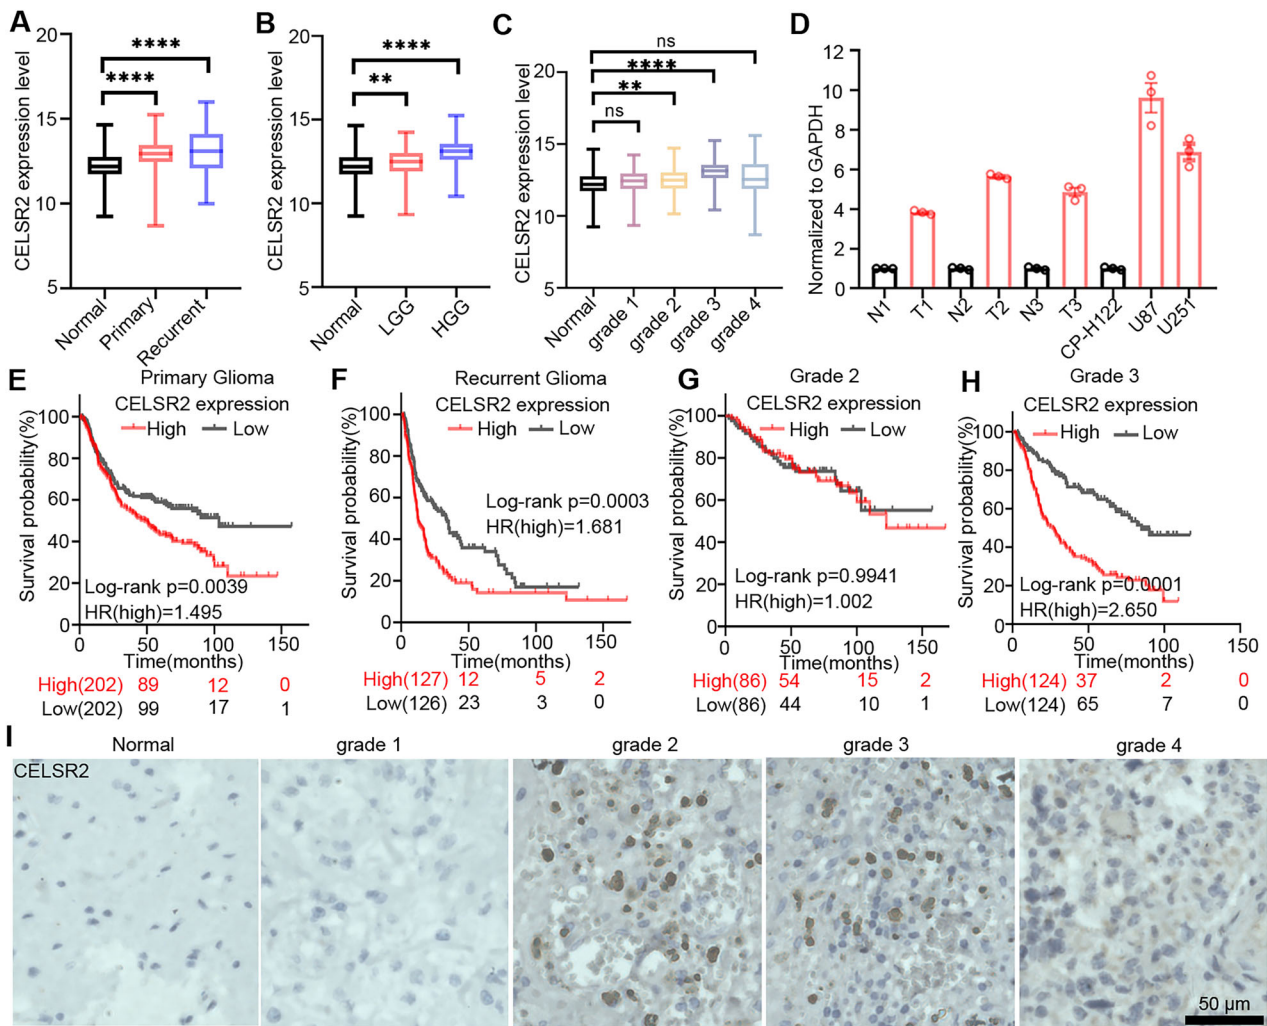 A
CELSR2 expression level
20
15
10
5
****
****
Normal
Primary
Recurrent
B
CELSR2 expression level
20
15
10
5
****
**
Normal
LGG
HGG
C
CELSR2 expression level
20
15
10
5
ns
****
**
ns
Normal
grade 1
grade 2
grade 3
grade 4
D
Normalized to GAPDH
12
10
8
6
4
2
0
N1
T1
N2
T2
N3
T3
CP-H122
U87
U251
E
Primary Glioma
CELSR2 expression
High Low
Survival probability(%)
100
80
60
40
20
0
Log-rank p=0.0039
HR(high)=1.495
0 50 100 150
Time(months)
High(202) 89 12 0
Low(202) 99 17 1
F
Recurrent Glioma
CELSR2 expression
High Low
Survival probability(%)
100
80
60
40
20
0
Log-rank p=0.0003
HR(high)=1.681
0 50 100 150
Time(months)
High(127) 12 5 2
Low(126) 23 3 0
G
Grade 2
CELSR2 expression
High Low
Survival probability(%)
100
80
60
40
20
0
Log-rank p=0.9941
HR(high)=1.002
0 50 100 150
Time(months)
High(86) 54 15 2
Low(86) 44 10 1
H
Grade 3
CELSR2 expression
High Low
Survival probability(%)
100
80
60
40
20
0
Log-rank p=0.0001
HR(high)=2.650
0 50 100 150
Time(months)
High(124) 37 2 0
Low(124) 65 7 0
I
Normal
grade 1
grade 2
grade 3
grade 4
CELSR2
50 μm